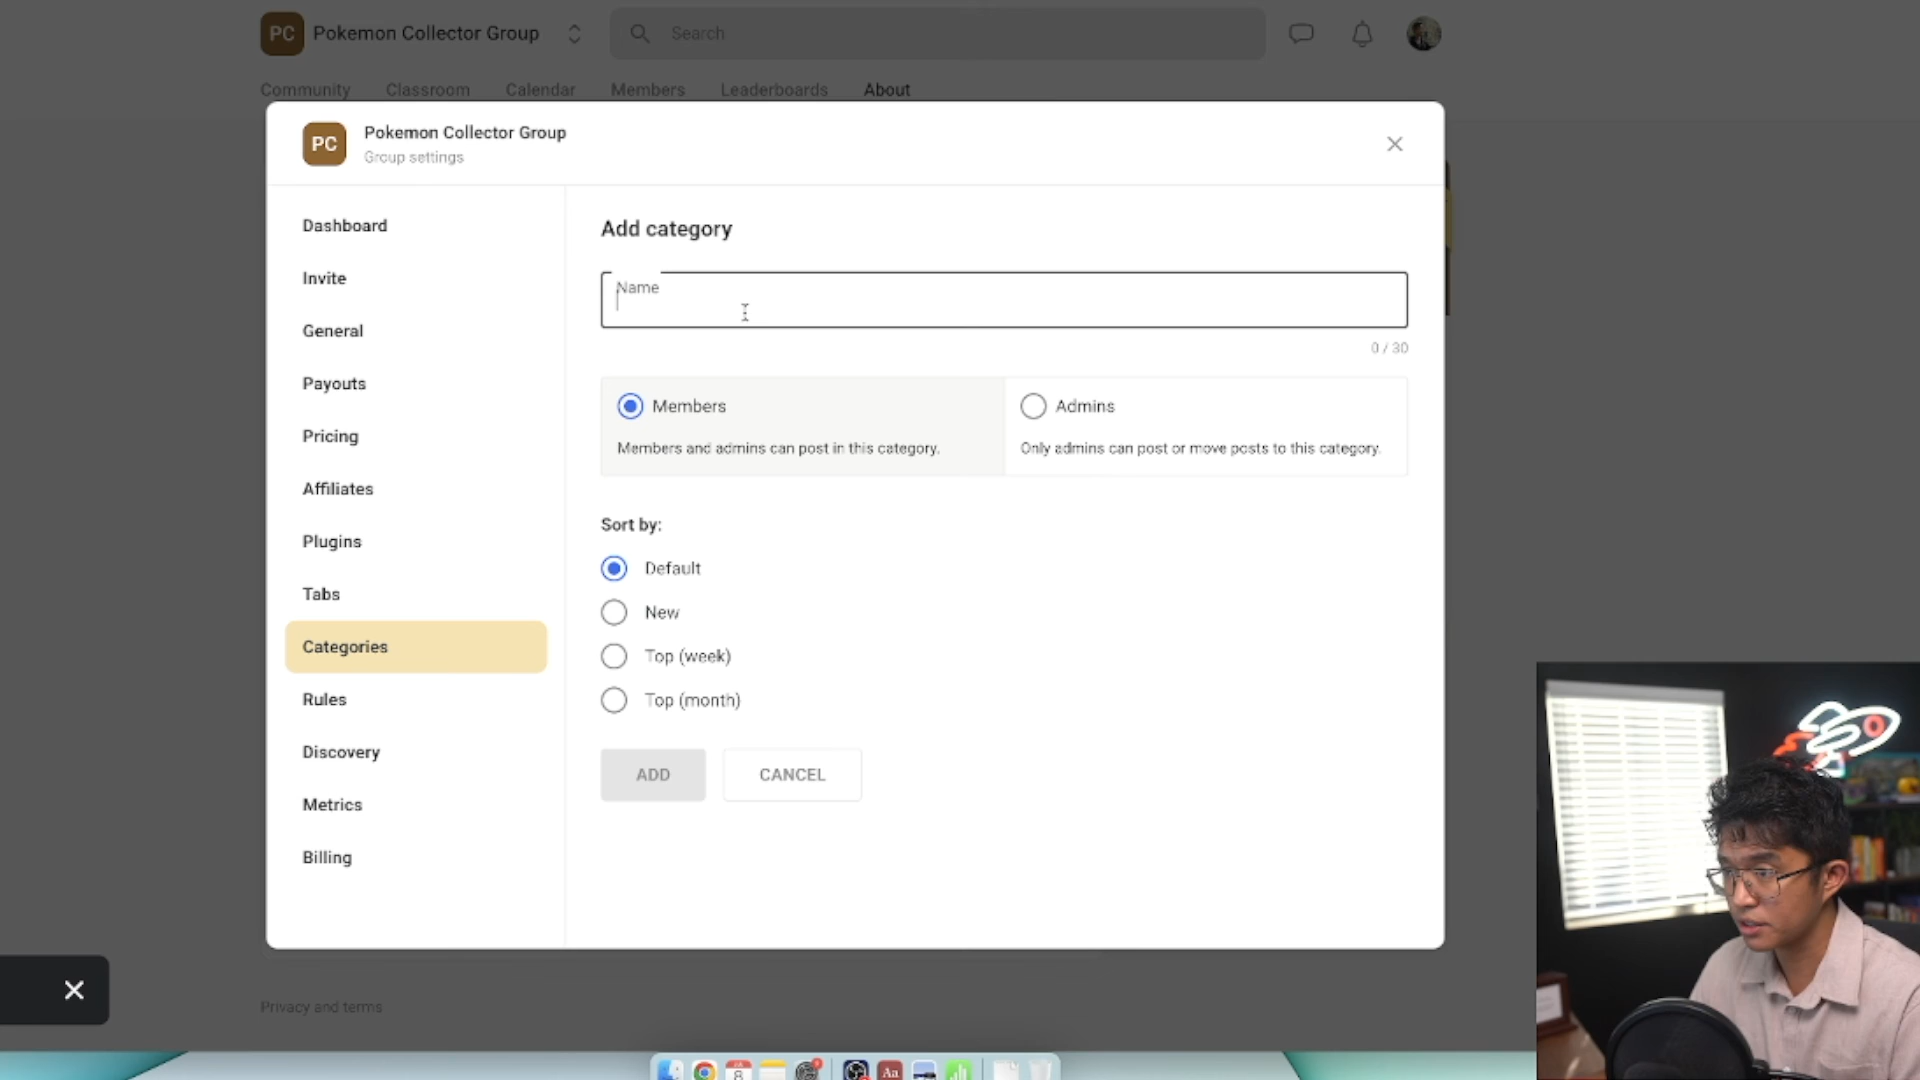 PC Pokemon Collector Group
Search
Community Classroom Calendar Members Leaderboards About
PC
Pokemon Collector Group
Group settings
Dashboard
Invite
General
Payouts
Pricing
Affiliates
Plugins
Tabs
Categories
Rules
Discovery
Metrics
Billing
Add category
Name
0 / 30
Members
Members and admins can post in this category.
Admins
Only admins can post or move posts to this category.
Sort by:
Default
New
Top (week)
Top (month)
ADD
CANCEL
Privacy and terms
8
Aa